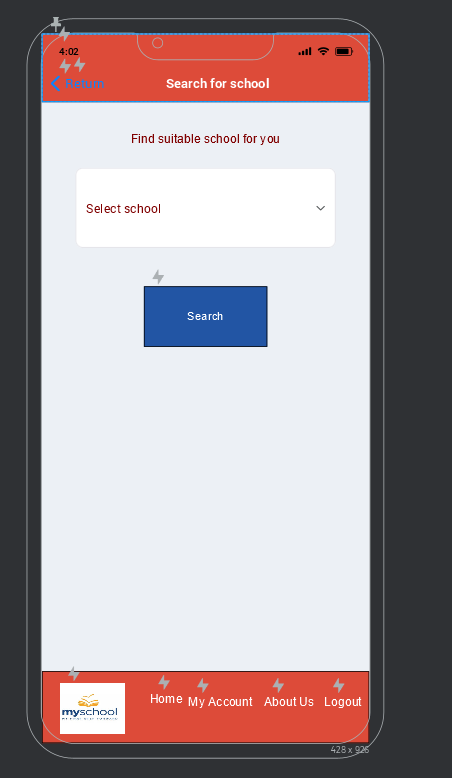 4:02
Return
Search for school
Find suitable school for you
Select school
Search
myschool
Home
My Account
About Us
Logout
428 x 926